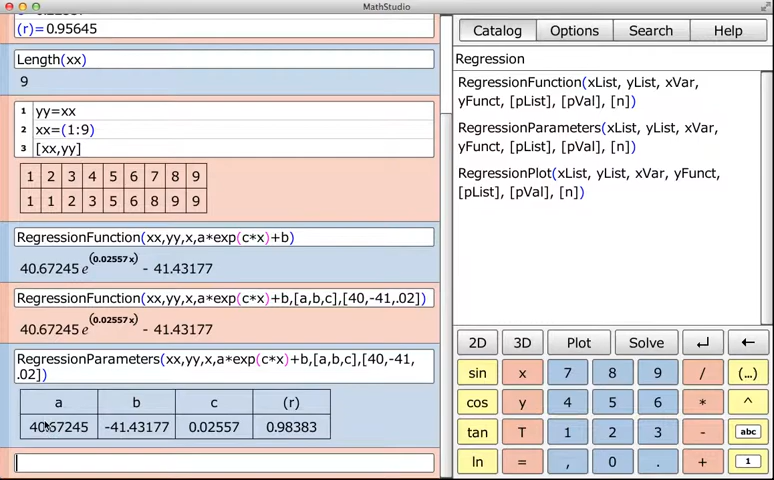 MathStudio
(r)=0.95645
Length(xx)
9
1 yy=xx
2 xx=(1:9)
3 [xx,yy]
1 2 3 4 5 6 7 8 9
1 1 2 3 5 6 8 9 9
RegressionFunction(xx,yy,x,a*exp(c*x)+b)
40.67245 e^(0.02557x) - 41.43177
RegressionFunction(xx,yy,x,a*exp(c*x)+b,[a,b,c],[40,-41,.02])
40.67245 e^(0.02557x) - 41.43177
RegressionParameters(xx,yy,x,a*exp(c*x)+b,[a,b,c],[40,-41,
.02])
a b c (r)
40.67245 -41.43177 0.02557 0.98383
Catalog Options Search Help
Regression
RegressionFunction(xList, yList, xVar,
yFunct, [pList], [pVal], [n])
RegressionParameters(xList, yList, xVar,
yFunct, [pList], [pVal], [n])
RegressionPlot(xList, yList, xVar, yFunct,
[pList], [pVal], [n])
2D 3D Plot Solve ↵ ←
sin x 7 8 9 / (...)
cos y 4 5 6 * ^
tan T 1 2 3 - abc
ln = , 0 . + 1